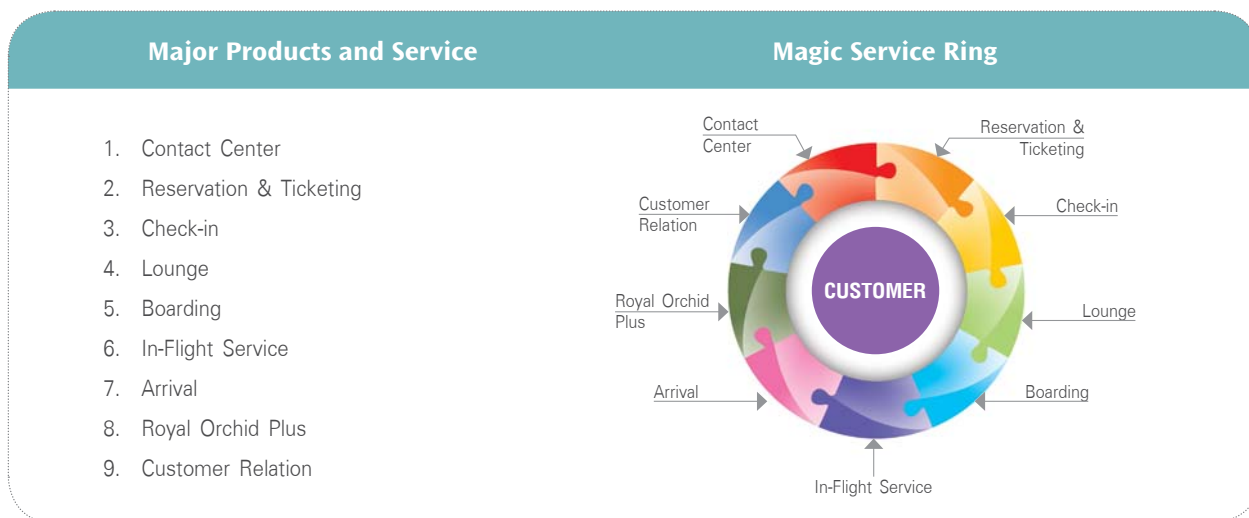 Major Products and Service
Magic Service Ring
1. Contact Center
2. Reservation & Ticketing
3. Check-in
4. Lounge
5. Boarding
6. In-Flight Service
7. Arrival
8. Royal Orchid Plus
9. Customer Relation
Contact
Center
Reservation &
Ticketing
Customer
Relation
Check-in
CUSTOMER
Royal Orchid
Plus
Lounge
Arrival
Boarding
In-Flight Service